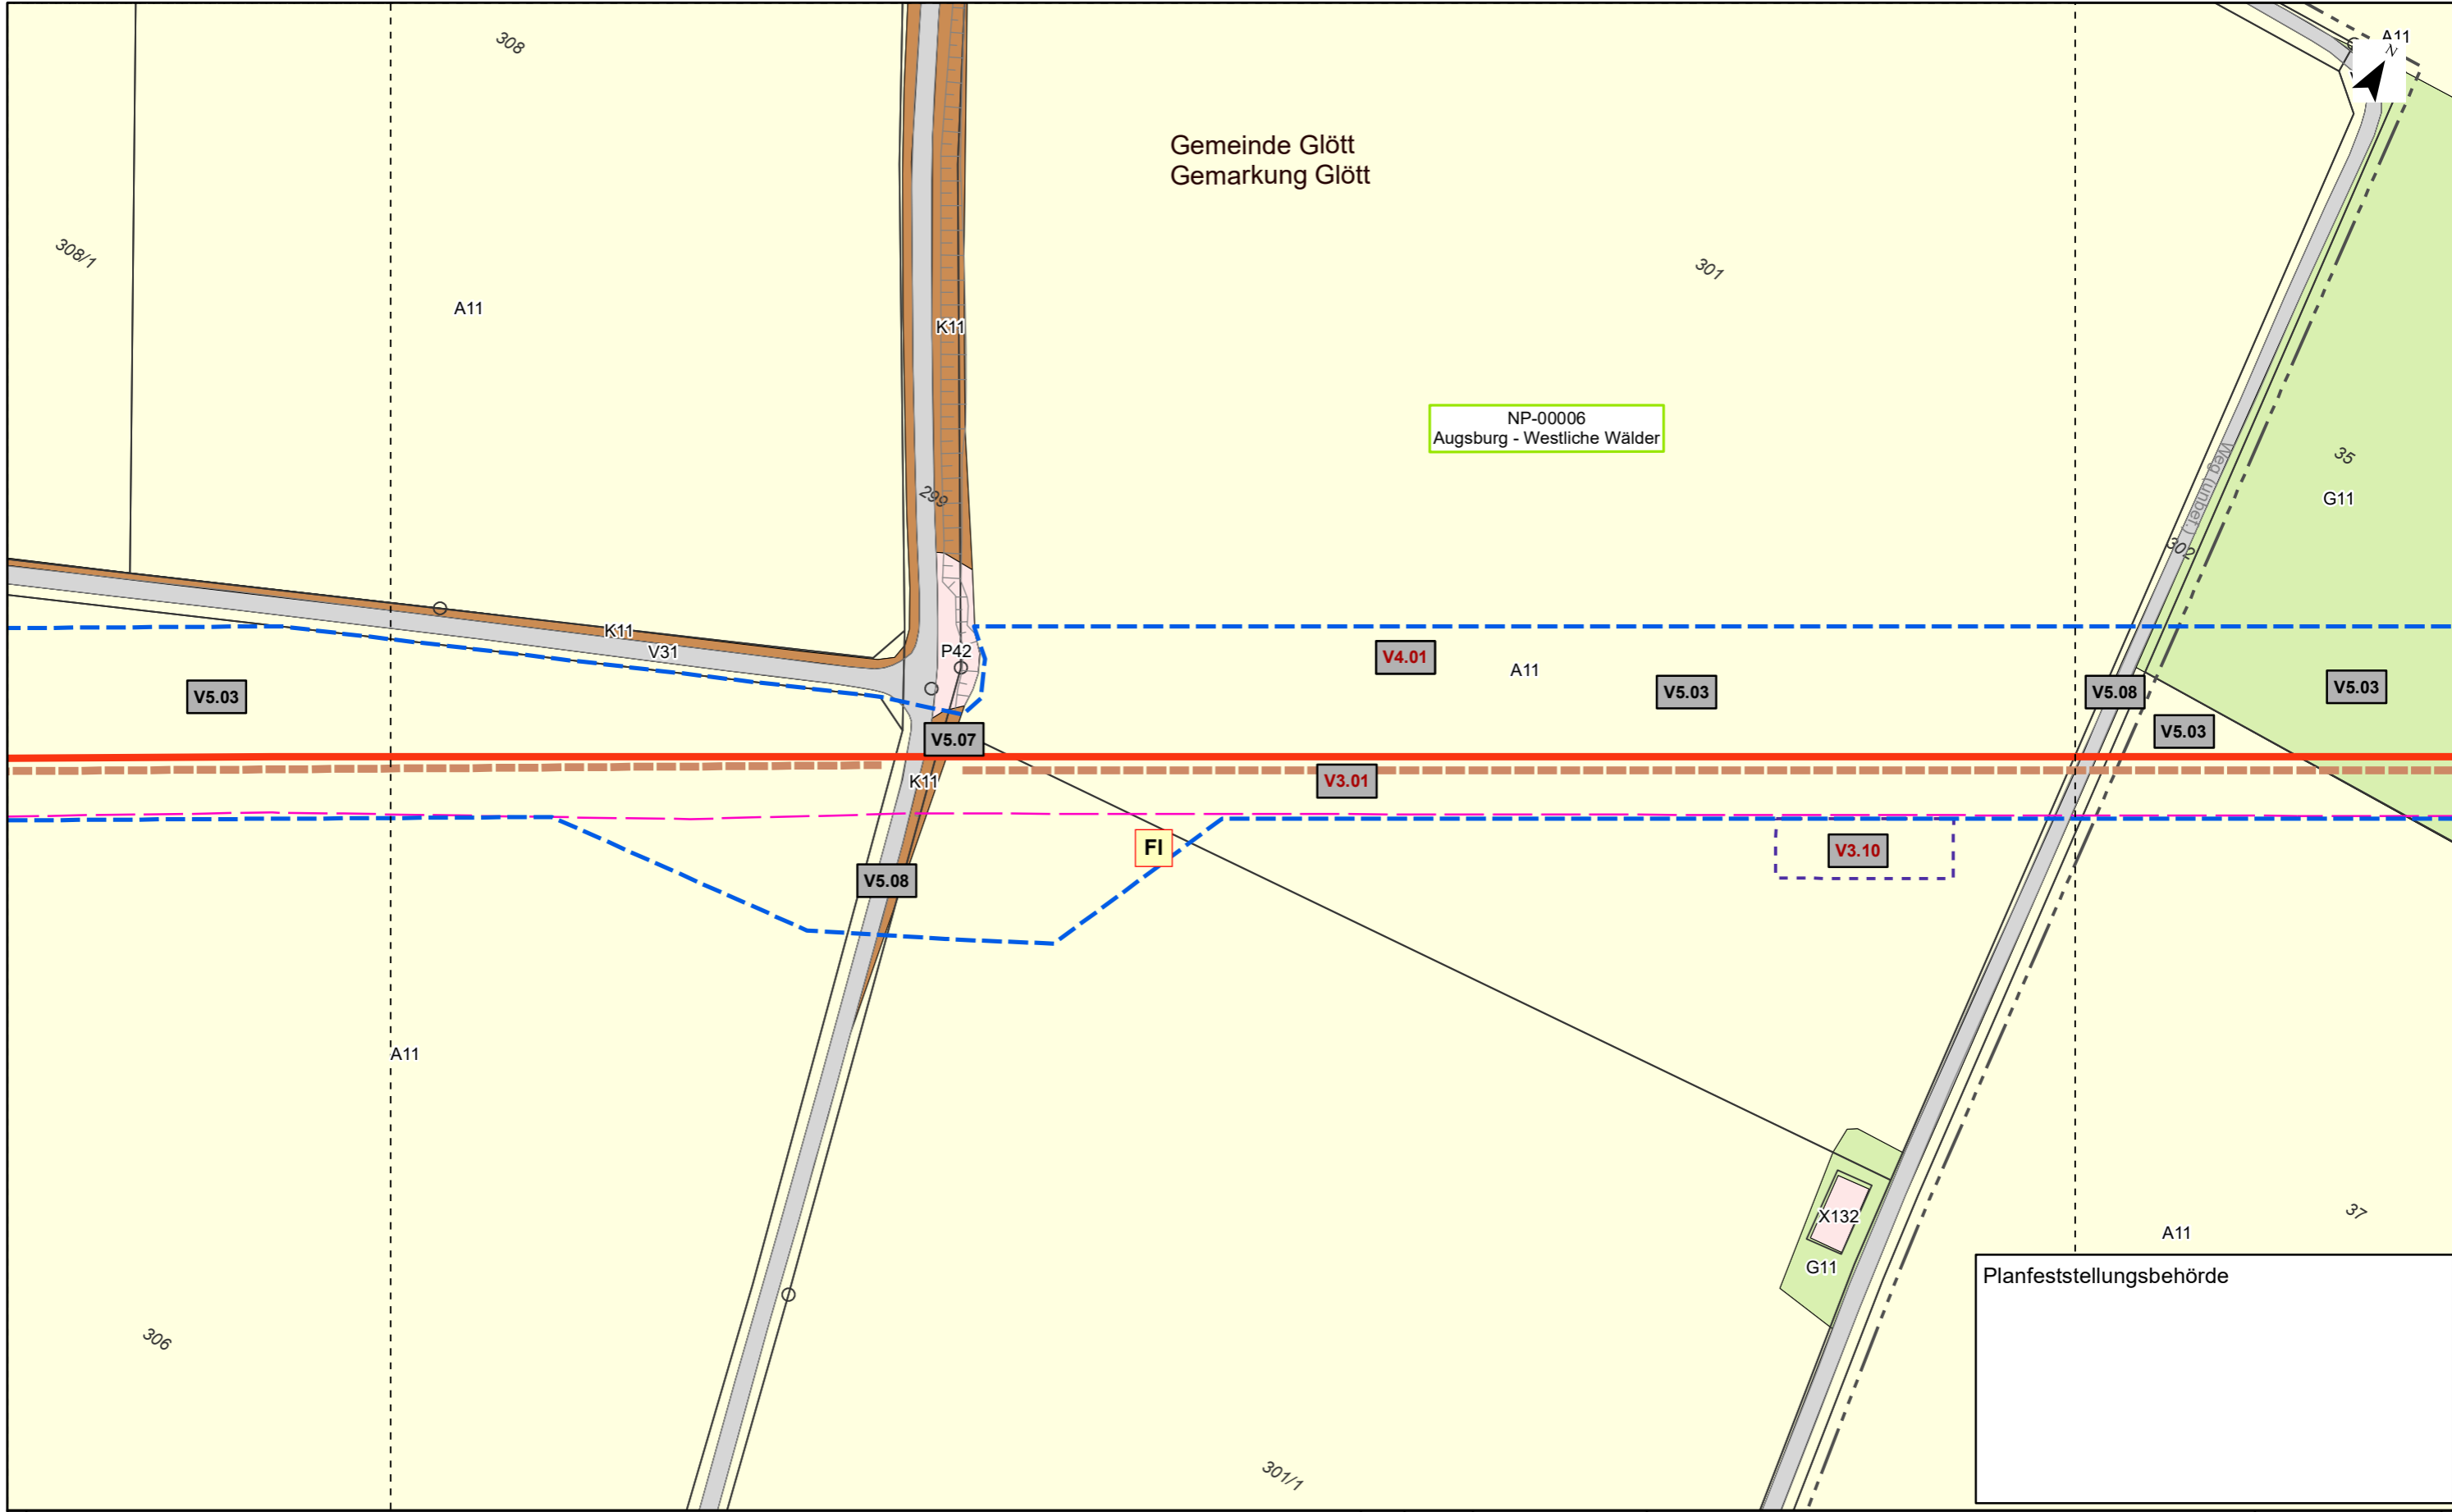 308
A11
N
Gemeinde Glött
Gemarkung Glött
308/1
301
A11
K11
NP-00006
Augsburg - Westliche Wälder
299
35
G11
Weg (unbet.)
302
K11
V31
P42
V4.01
A11
V5.03
V5.03
V5.08
V5.03
V5.03
V5.07
K11
V3.01
FI
V3.10
V5.08
A11
X132
G11
37
A11
Planfeststellungsbehörde
306
301/1